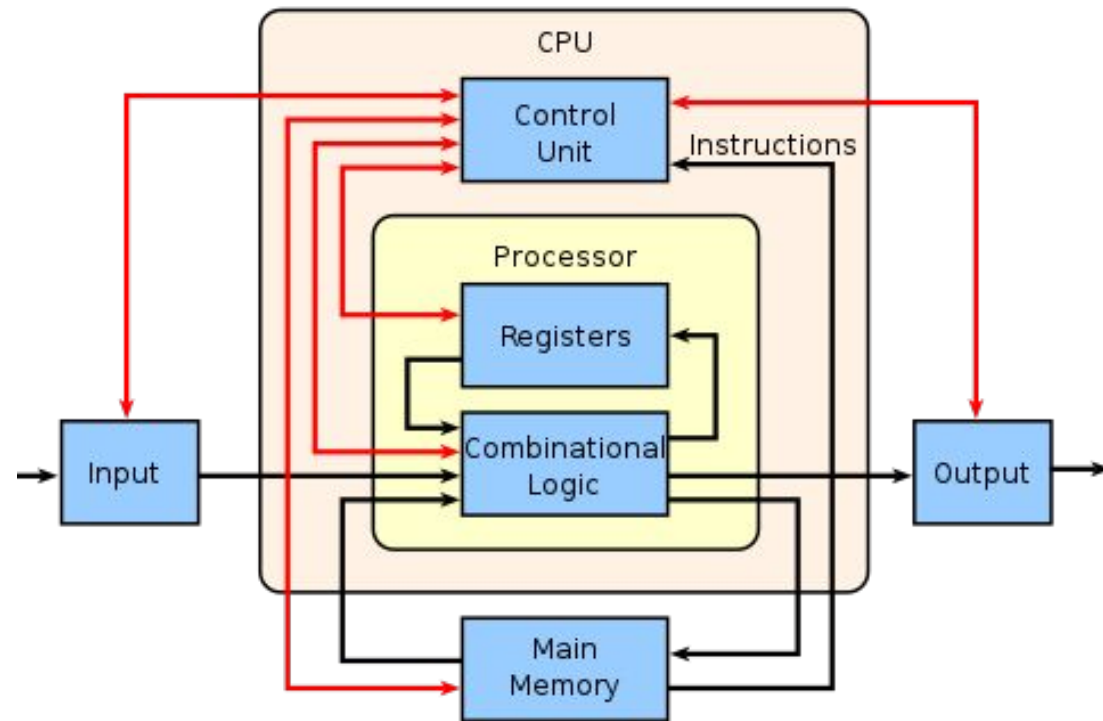 CPU
Control
Unit
Instructions
Processor
Registers
Combinational
Logic
Input
Output
Main
Memory